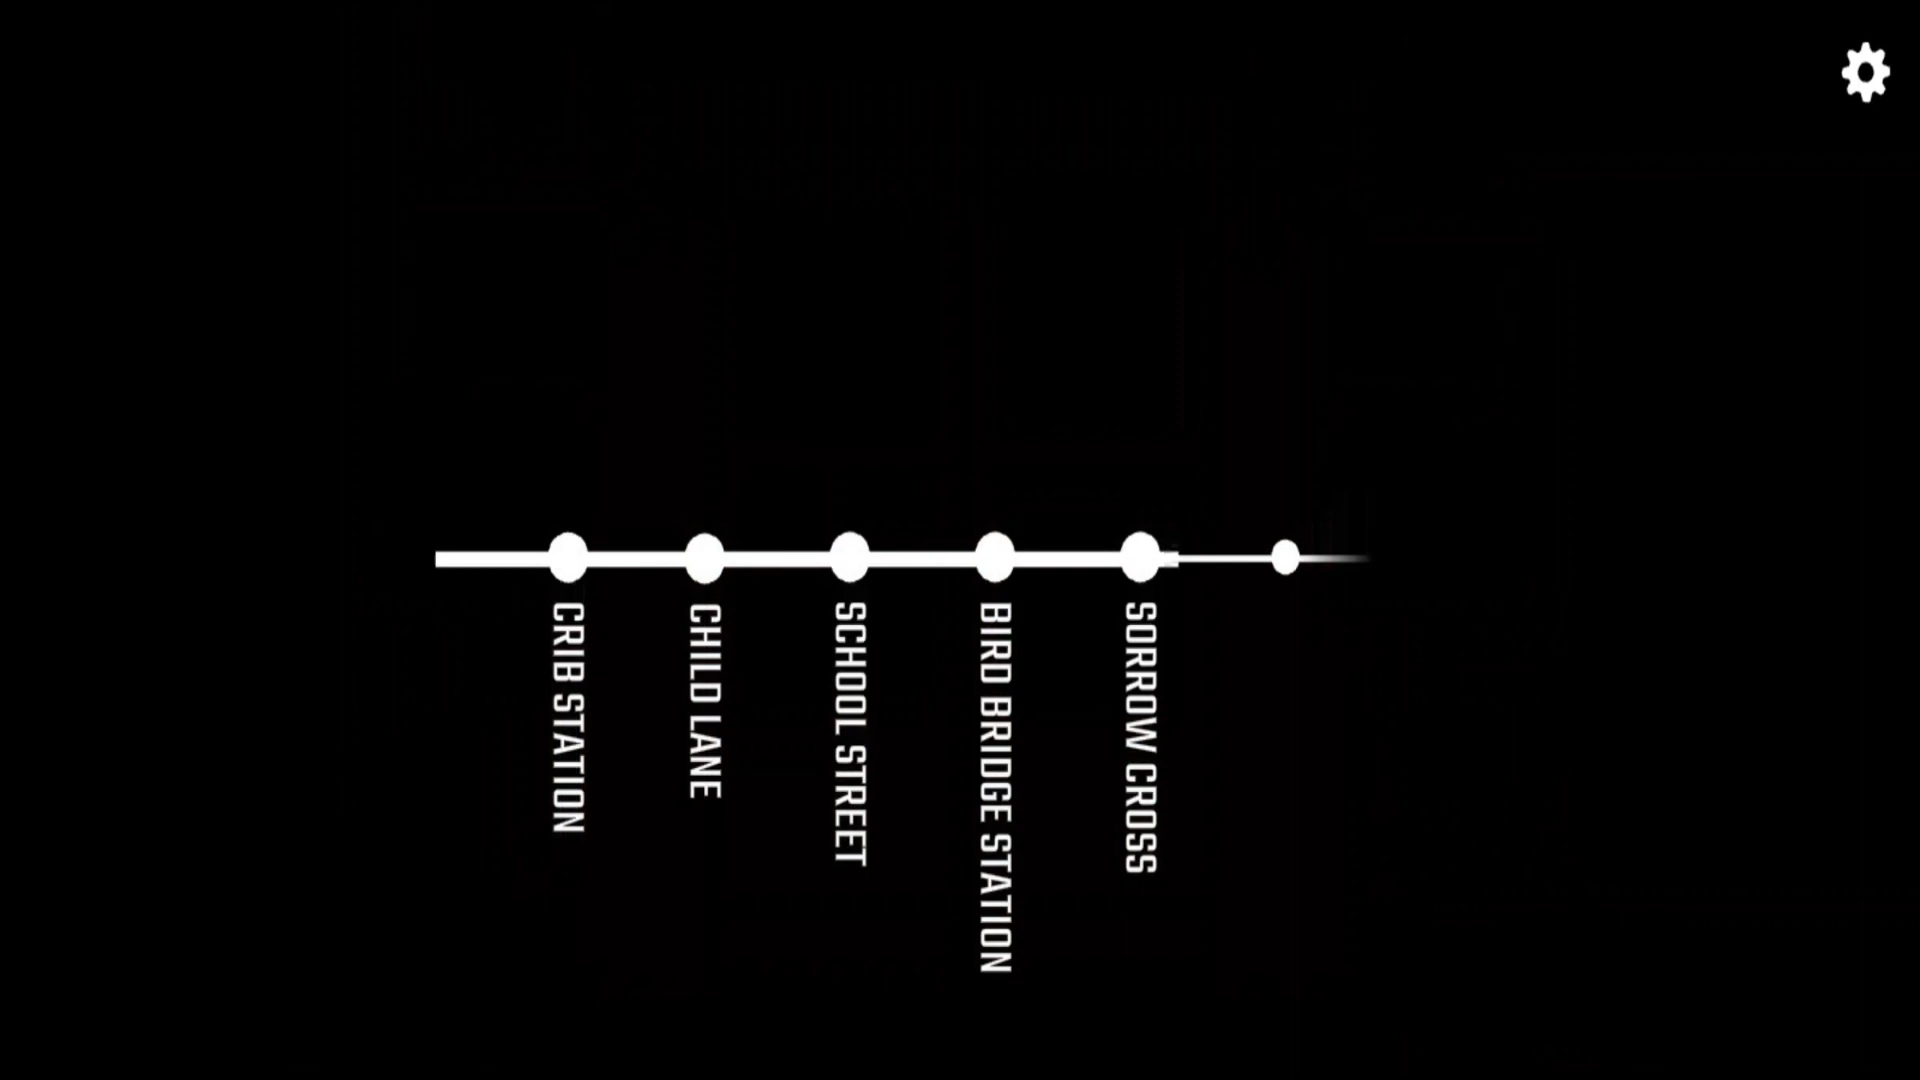 CRIB STATION
CHILD LANE
SCHOOL STREET
BIRD BRIDGE STATION
SORROW CROSS